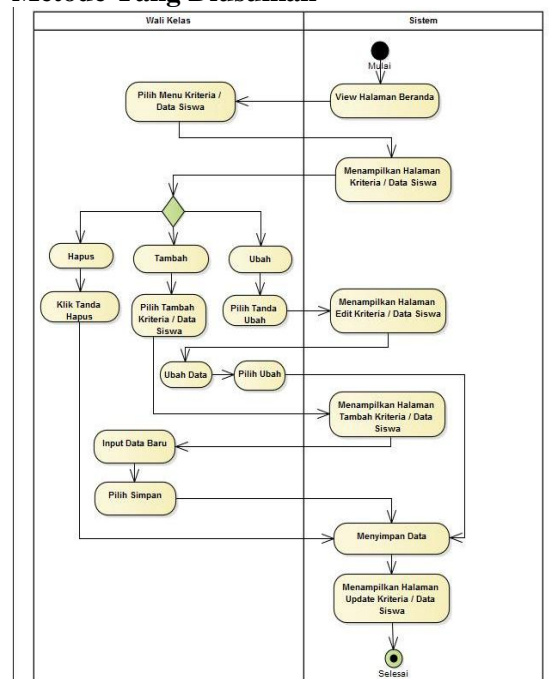 Metode Yang Diusulkan
Wali Kelas
Sistem
Mulai
View Halaman Beranda
Pilih Menu Kriteria /
Data Siswa
Menampilkan Halaman
Kriteria / Data Siswa
Hapus
Tambah
Ubah
Klik Tanda
Hapus
Pilih Tambah
Kriteria / Data
Siswa
Pilih Tanda
Ubah
Menampilkan Halaman
Edit Kriteria / Data Siswa
Ubah Data
Pilih Ubah
Menampilkan Halaman
Tambah Kriteria / Data
Siswa
Input Data Baru
Pilih Simpan
Menyimpan Data
Menampilkan Halaman
Update Kriteria / Data
Siswa
Selesai